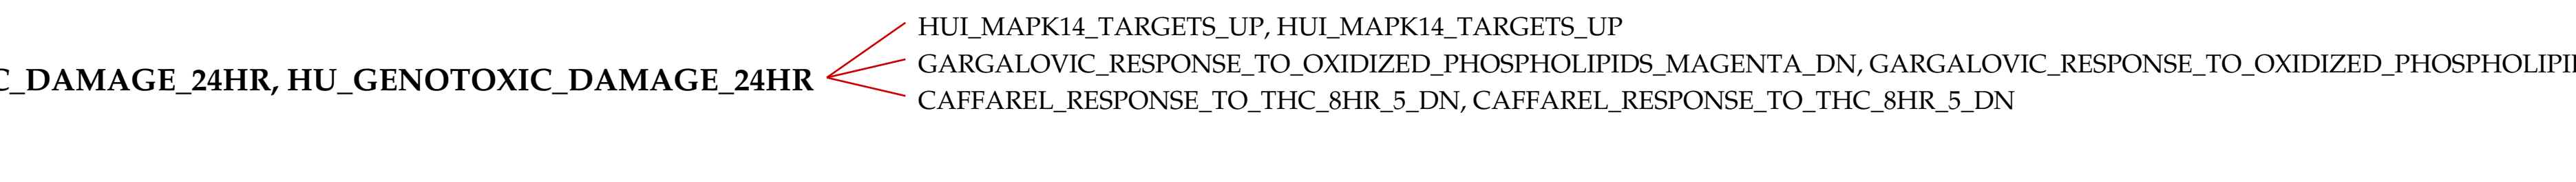 HUI_MAPK14_TARGETS_UP, HUI_MAPK14_TARGETS_UP
GARGALOVIC_RESPONSE_TO_OXIDIZED_PHOSPHOLIPIDS_MAGENTA_DN, GARGALOVIC_RESPONSE_TO_OXIDIZED_PHOSPHOLIPI
C_DAMAGE_24HR, HU_GENOTOXIC_DAMAGE_24HR
CAFFAREL_RESPONSE_TO_THC_8HR_5_DN, CAFFAREL_RESPONSE_TO_THC_8HR_5_DN